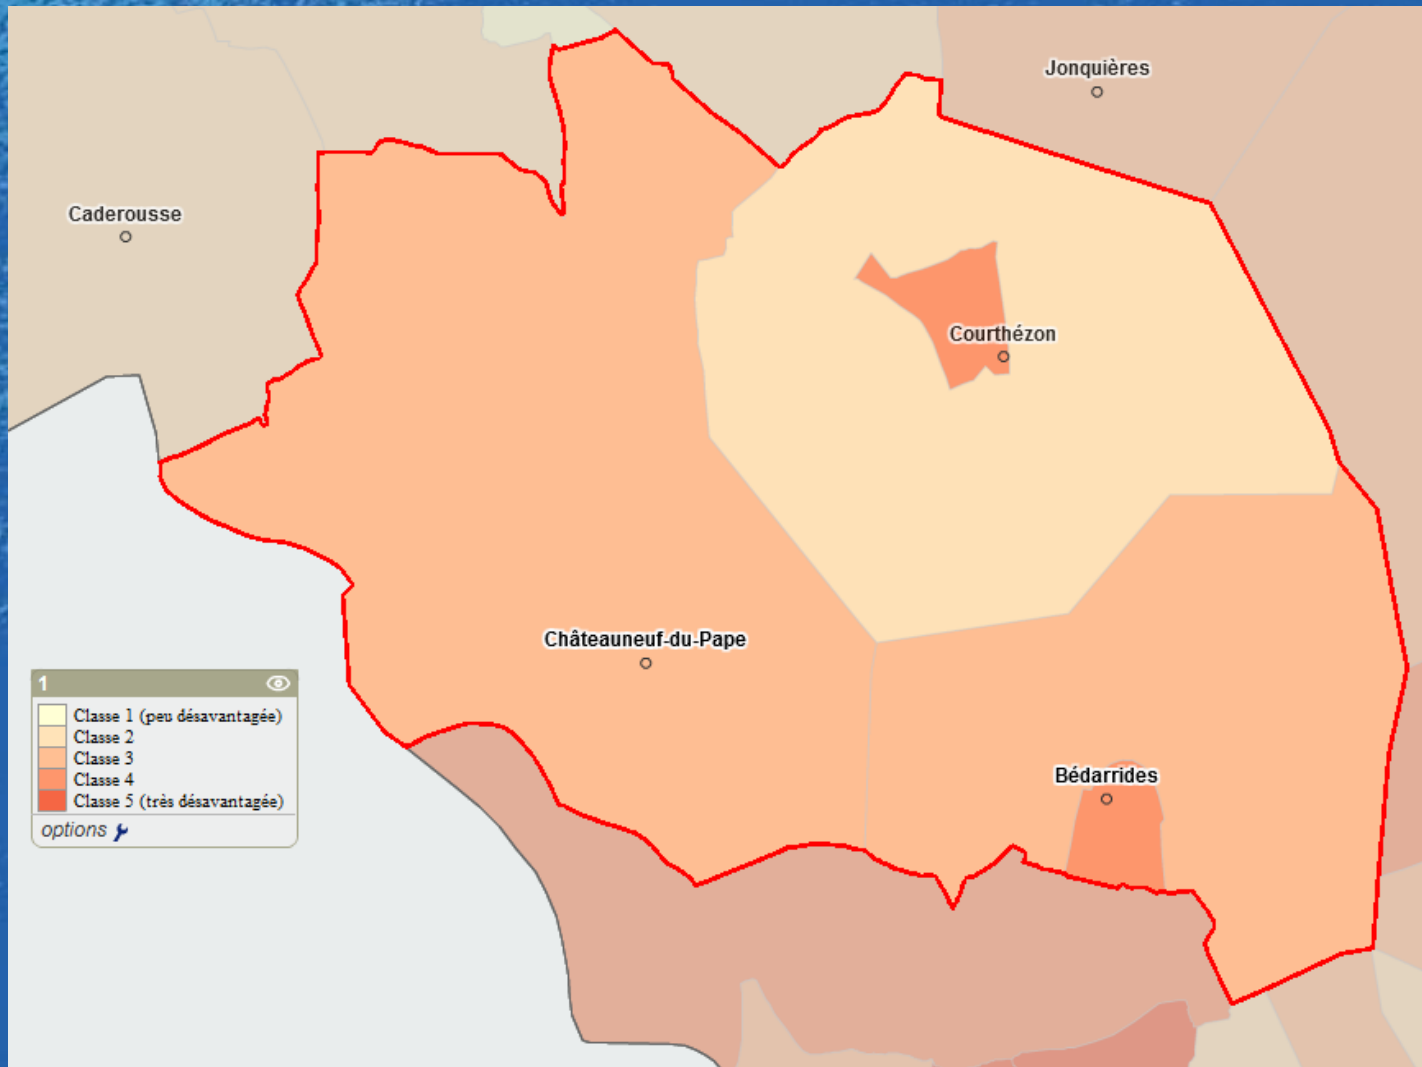 Jonquières
Caderousse
Courthézon
Châteauneuf-du-Pape
Bédarrides
1
Classe 1 (peu désavantagée)
Classe 2
Classe 3
Classe 4
Classe 5 (très désavantagée)
options